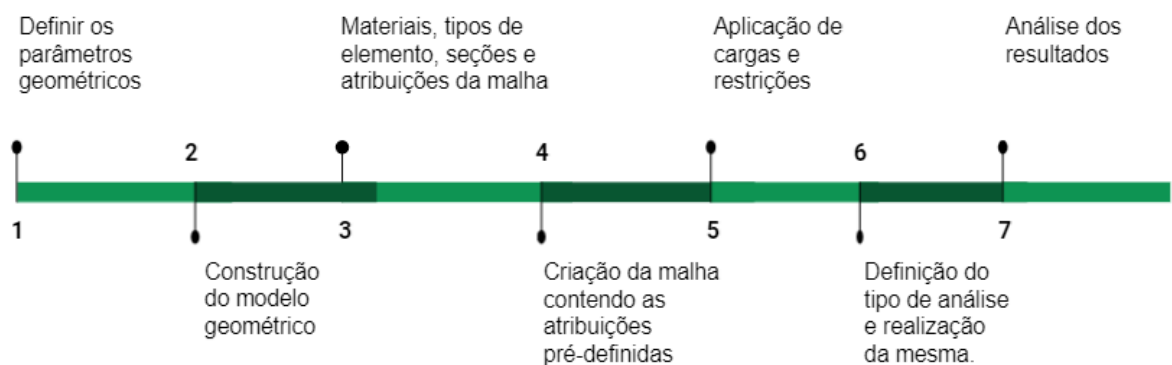 Definir os
parâmetros
geométricos
Materiais, tipos de
elemento, seções e
atribuições da malha
Aplicação de
cargas e
restrições
Análise dos
resultados
2
4
6
1
3
5
7
Construção
do modelo
geométrico
Criação da malha
contendo as
atribuições
pré-definidas
Definição do
tipo de análise
e realização
da mesma.